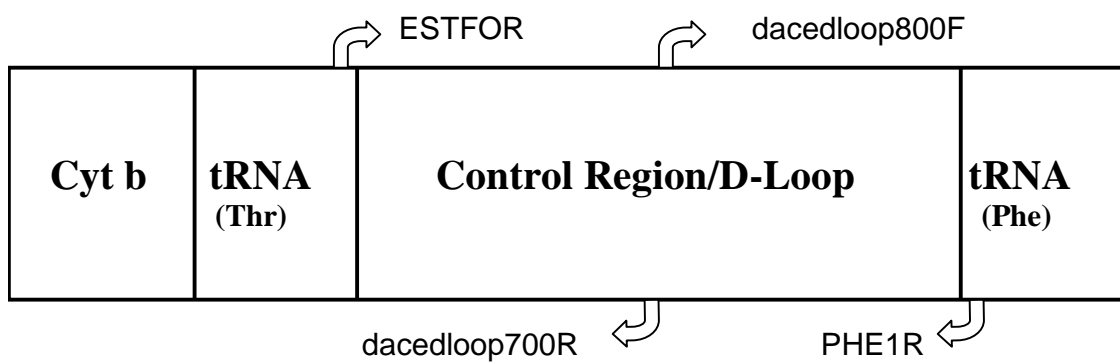 ESTFOR dacedloop800F
Cyt b tRNA Control Region/D-Loop tRNA
(Thr) (Phe)
dacedloop700R PHE1R